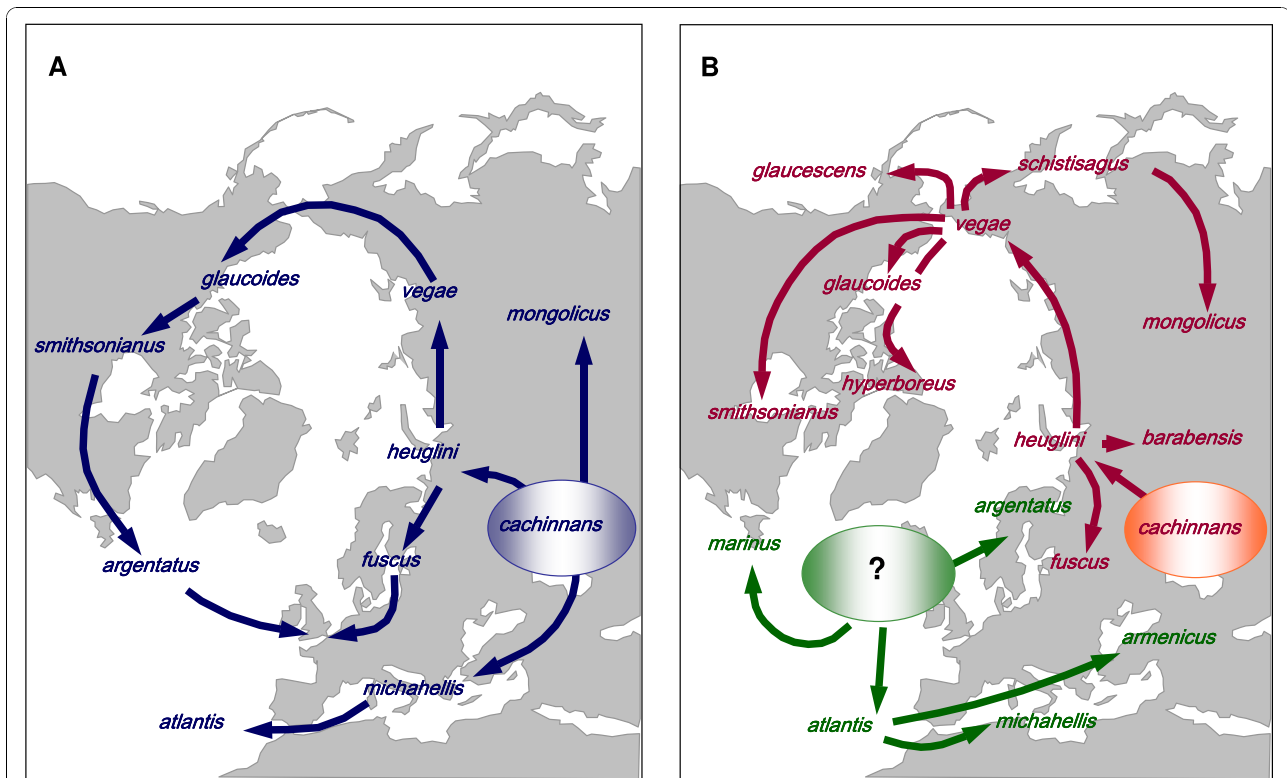 A
glaucoides
vegae
mongolicus
smithsonianus
heuglini
cachinnans
argentatus
fuscus
michahellis
atlantis
B
glaucescens
schistisagus
vegae
glaucoides
mongolicus
hyperboreus
smithsonianus
heuglini
barabensis
argentatus
cachinnans
marinus
?
fuscus
armenicus
atlantis
michahellis